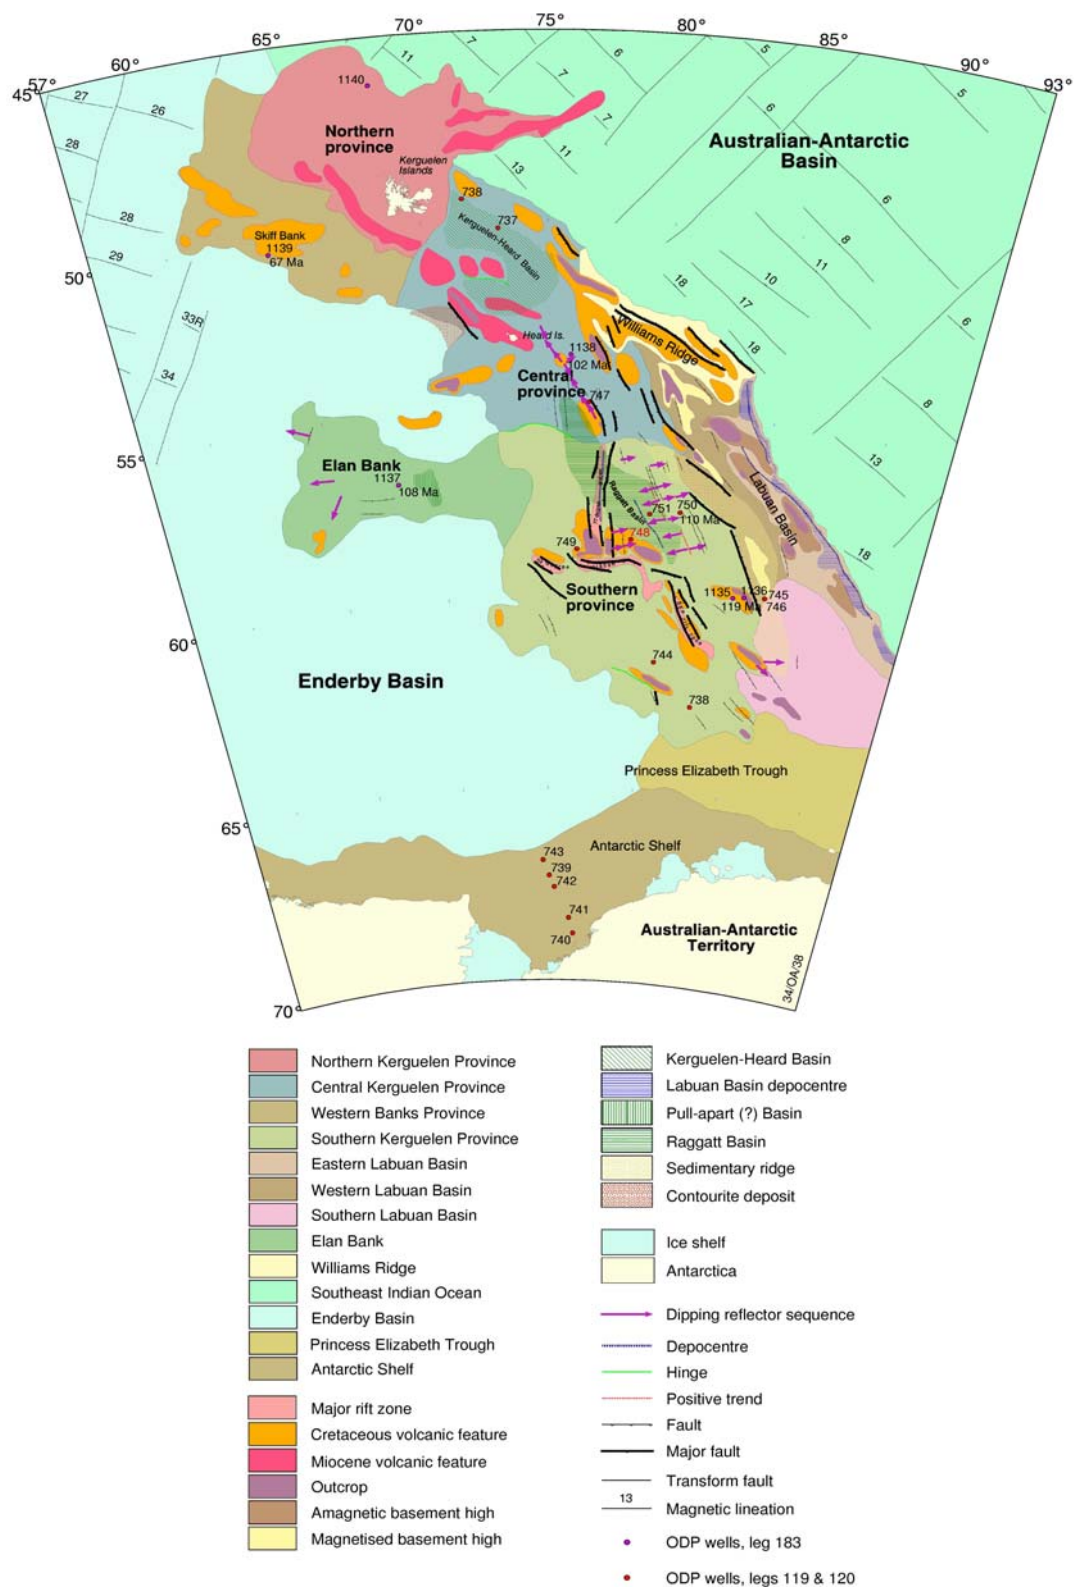 75°
70°
80°
65°
85°
60°
90°
57°
45°
93°
1140
11
7
6
5
7
7
6
5
27
26
28
Northern
province
Kerguelen
Islands
13
11
Australian-Antarctic
Basin
738
737
Kerguelen-Heard Basin
6
28
Skiff Bank
1139
67 Ma
29
50°
8
11
10
18
17
18
6
33R
34
Heard Is.
Williams Ridge
1138
102 Ma
Central
province
747
8
13
55°
Elan Bank
1137
108 Ma
Raggatt Basin
751
750
110 Ma
Labuan Basin
18
749
748
Southern
province
1135
1136
119 Ma
745
746
60°
744
738
Enderby Basin
Princess Elizabeth Trough
65°
Antarctic Shelf
743
739
742
741
740
Australian-Antarctic
Territory
34/OA/38
70°
Northern Kerguelen Province
Central Kerguelen Province
Western Banks Province
Southern Kerguelen Province
Eastern Labuan Basin
Western Labuan Basin
Southern Labuan Basin
Elan Bank
Williams Ridge
Southeast Indian Ocean
Enderby Basin
Princess Elizabeth Trough
Antarctic Shelf
Major rift zone
Cretaceous volcanic feature
Miocene volcanic feature
Outcrop
Amagnetic basement high
Magnetised basement high
Kerguelen-Heard Basin
Labuan Basin depocentre
Pull-apart (?) Basin
Raggatt Basin
Sedimentary ridge
Contourite deposit
Ice shelf
Antarctica
Dipping reflector sequence
Depocentre
Hinge
Positive trend
Fault
Major fault
Transform fault
13
Magnetic lineation
ODP wells, leg 183
ODP wells, legs 119 & 120